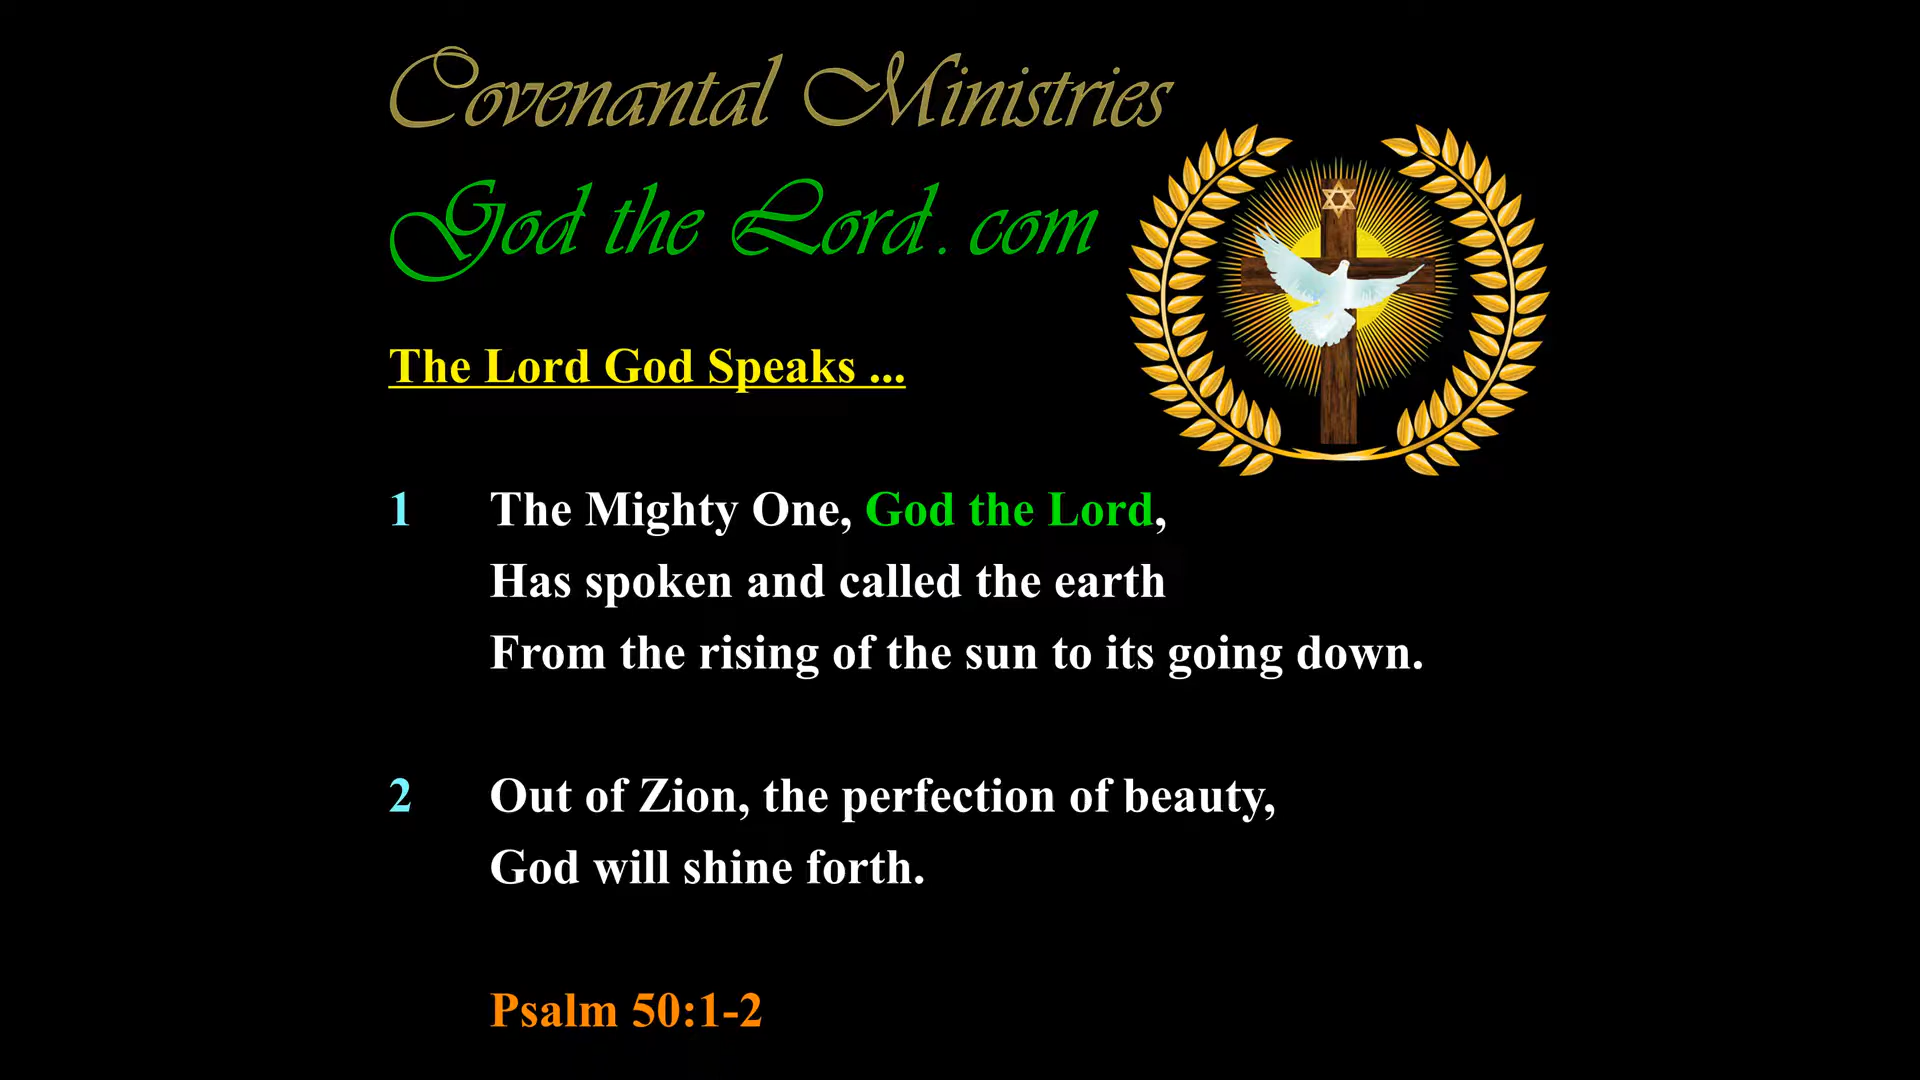 Covenantal Ministries
God the Lord.com
The Lord God Speaks ...
1 The Mighty One, God the Lord,
Has spoken and called the earth
From the rising of the sun to its going down.
2 Out of Zion, the perfection of beauty,
God will shine forth.
Psalm 50:1-2